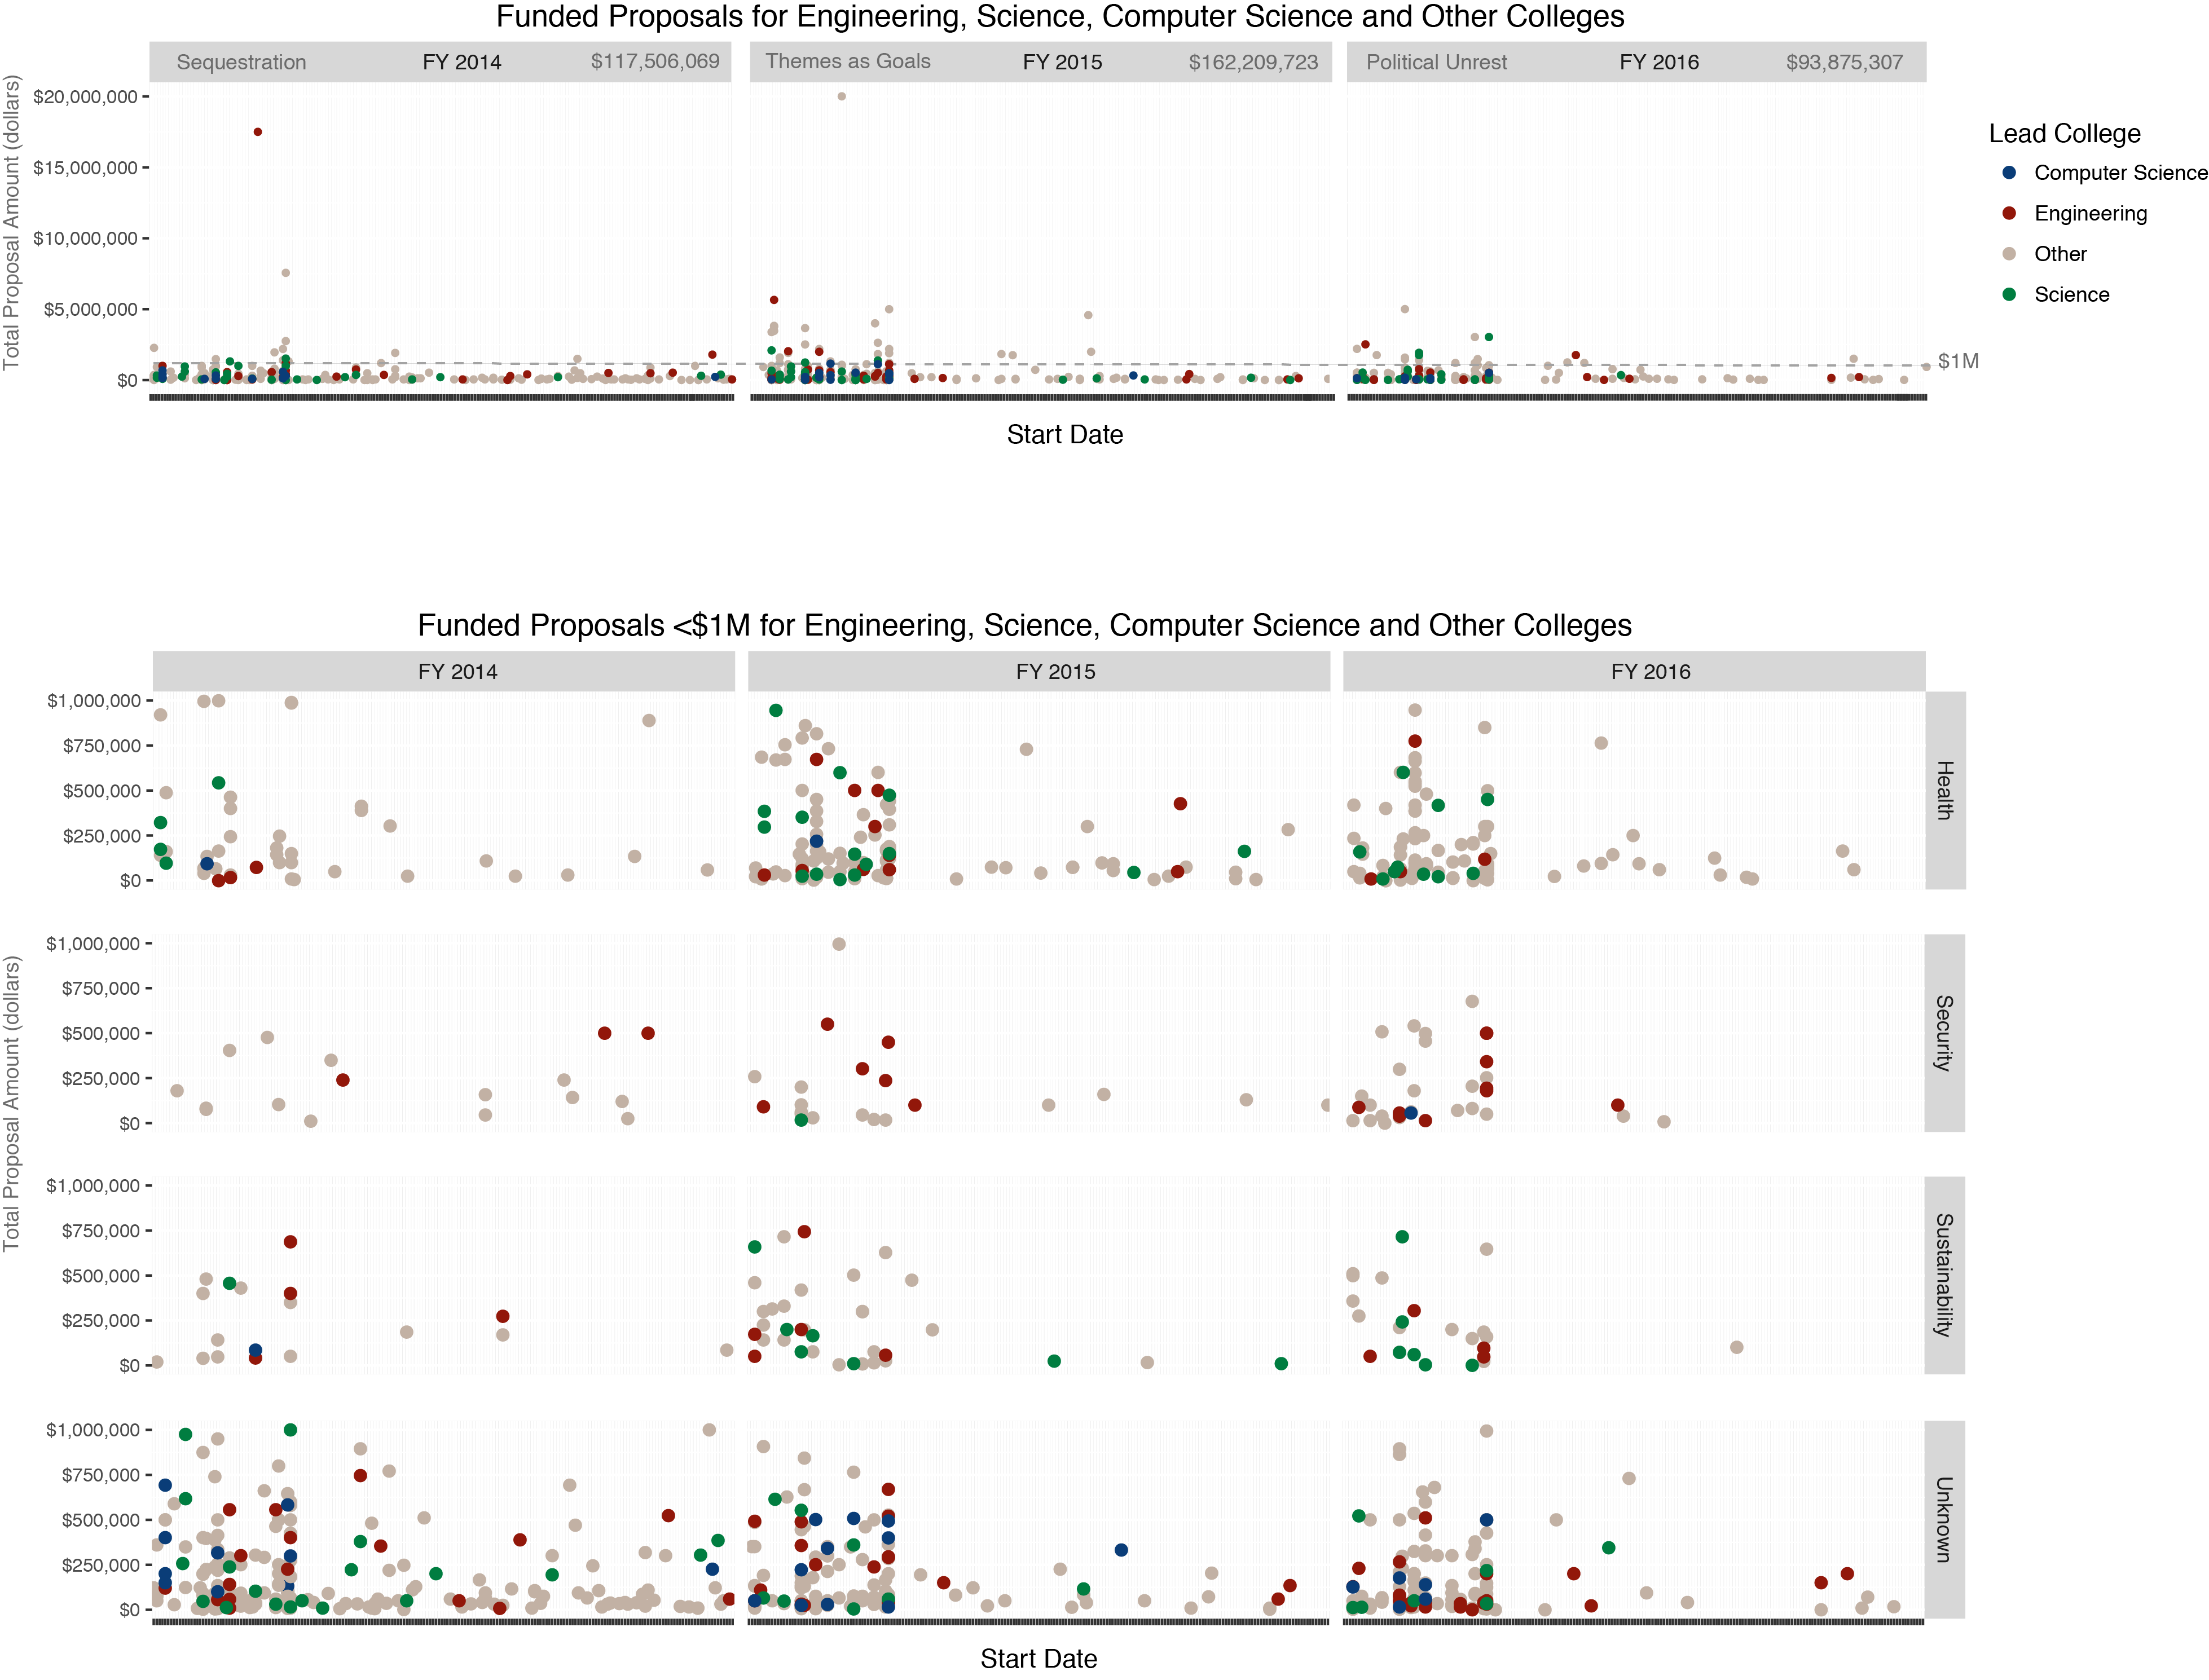 Funded Proposals for Engineering, Science, Computer Science and Other Colleges
Sequestration FY 2014 $117,506,069
Themes as Goals FY 2015 $162,209,723
Political Unrest FY 2016 $93,875,307
Total Proposal Amount (dollars)
$20,000,000
$15,000,000
$10,000,000
$5,000,000
$0
$1M
Start Date
Lead College
Computer Science
Engineering
Other
Science
Funded Proposals <$1M for Engineering, Science, Computer Science and Other Colleges
FY 2014
FY 2015
FY 2016
Total Proposal Amount (dollars)
$1,000,000
$750,000
$500,000
$250,000
$0
Health
$1,000,000
$750,000
$500,000
$250,000
$0
Security
$1,000,000
$750,000
$500,000
$250,000
$0
Sustainability
$1,000,000
$750,000
$500,000
$250,000
$0
Unknown
Start Date